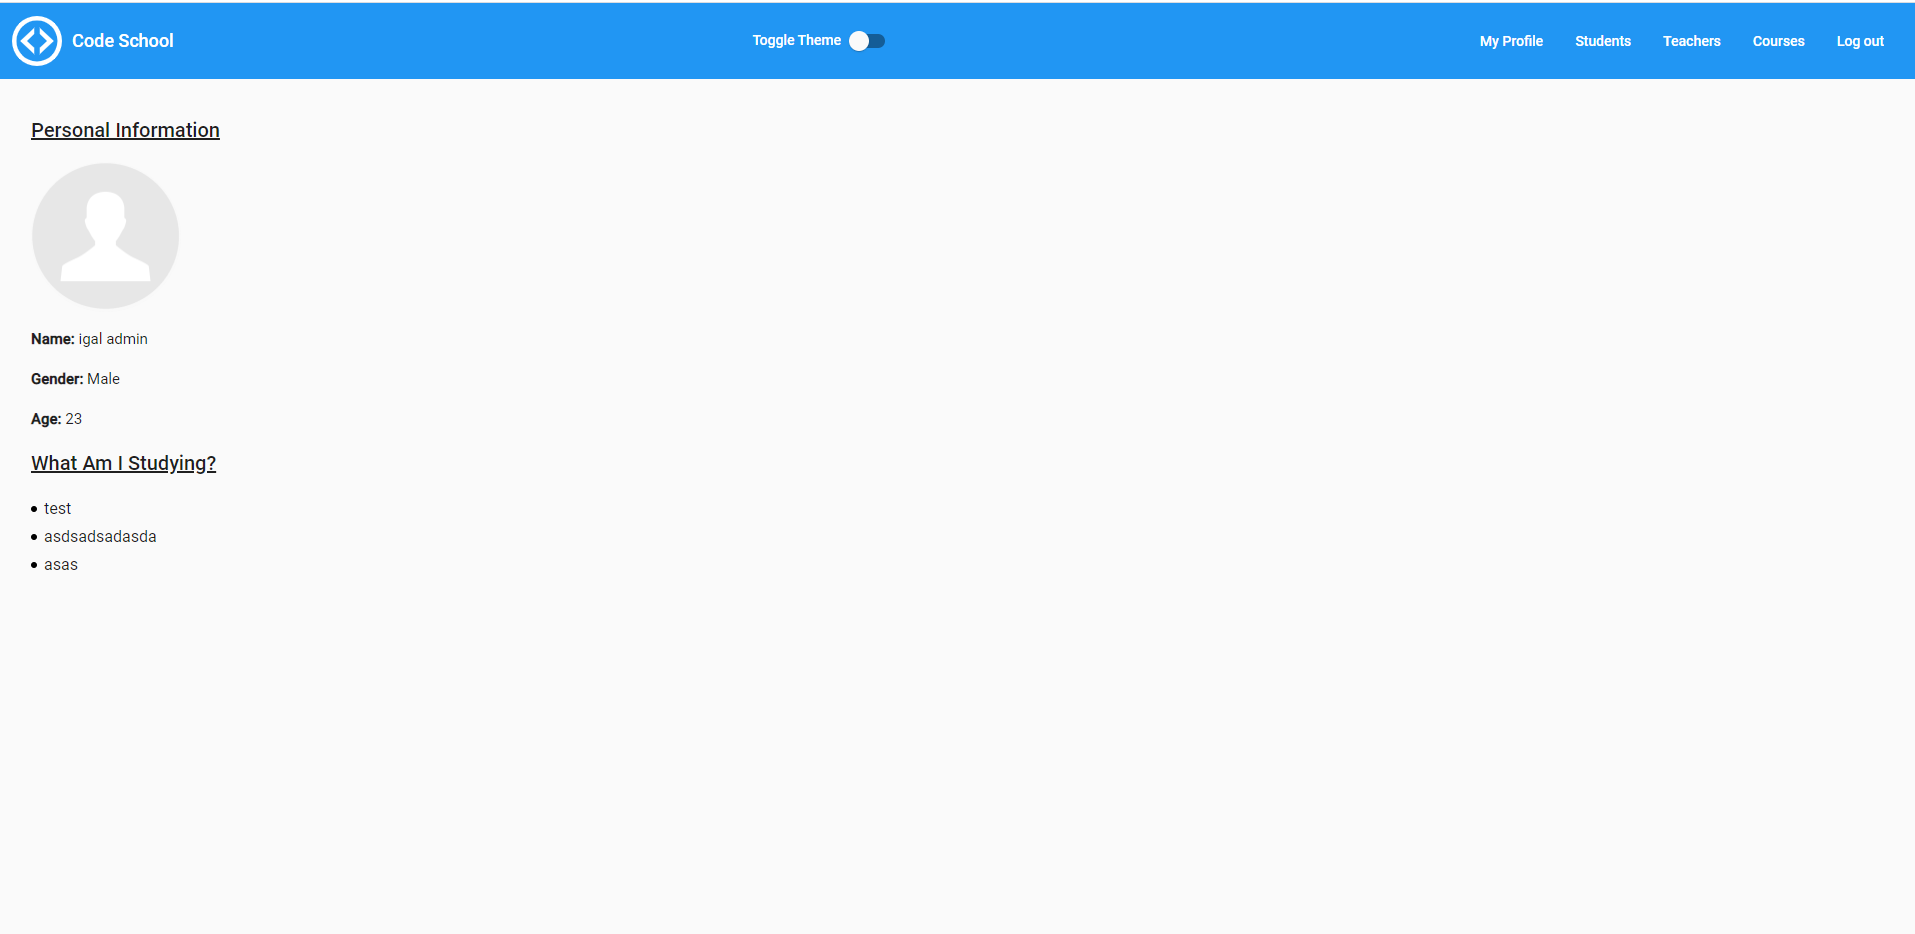 Code School
Toggle Theme
My Profile
Students
Teachers
Courses
Log out
Personal Information
Name: igal admin
Gender: Male
Age: 23
What Am I Studying?
test
asdsadsadasda
asas